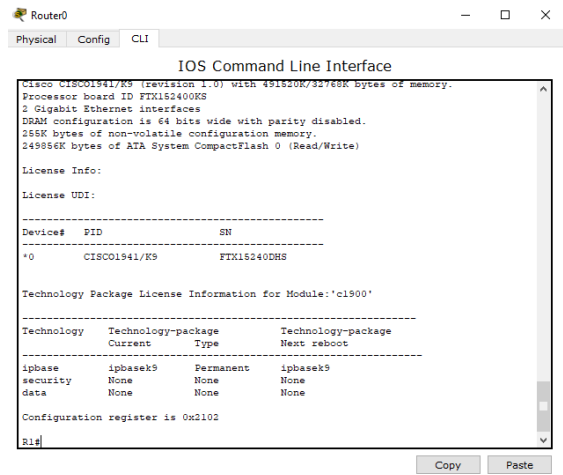 Router0
Physical Config CLI
IOS Command Line Interface
Cisco CISCO1941/K9 (revision 1.0) with 491520K/32768K bytes of memory.
Processor board ID FTX152400KS
2 Gigabit Ethernet interfaces
DRAM configuration is 64 bits wide with parity disabled.
255K bytes of non-volatile configuration memory.
249856K bytes of ATA System CompactFlash 0 (Read/Write)
License Info:
License UDI:
-------------------------------------------------
Device# PID SN
-------------------------------------------------
*0 CISCO1941/K9 FTX15240DHS
Technology Package License Information for Module:'c1900'
----------------------------------------------------------------
Technology Technology-package Technology-package
Current Type Next reboot
-----------------------------------------------------------------
ipbase ipbasek9 Permanent ipbasek9
security None None None
data None None None
Configuration register is 0x2102
R1#
Copy Paste